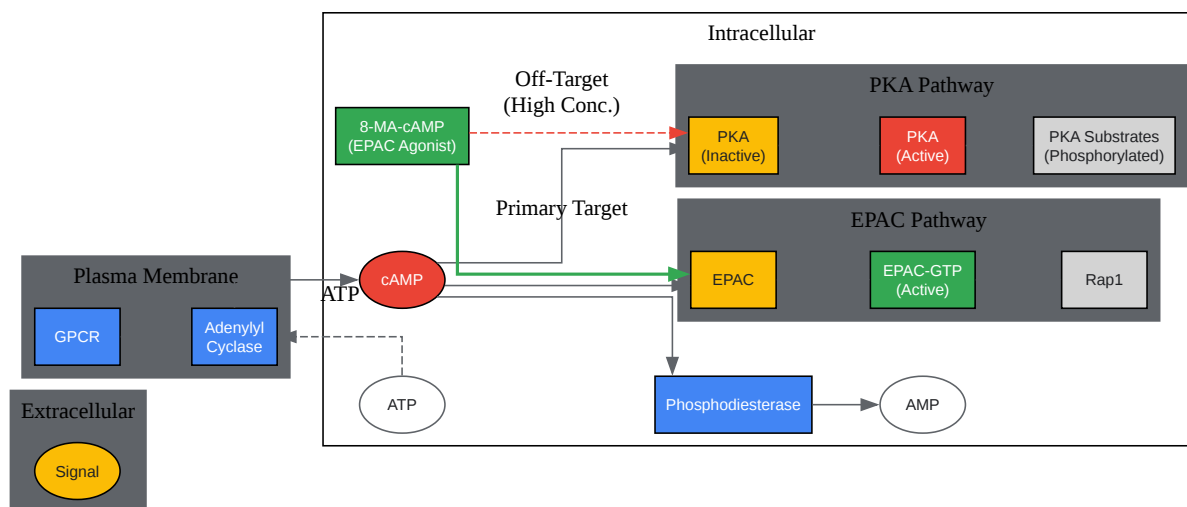 Intracellular
Off-Target
(High Conc.)
PKA Pathway
8-MA-cAMP
(EPAC Agonist)
PKA
(Inactive)
PKA
(Active)
PKA Substrates
(Phosphorylated)
Primary Target
EPAC Pathway
Plasma Membrane
cAMP
ATP
EPAC
EPAC-GTP
(Active)
Rap1
GPCR
Adenylyl
Cyclase
ATP
Phosphodiesterase
AMP
Extracellular
Signal